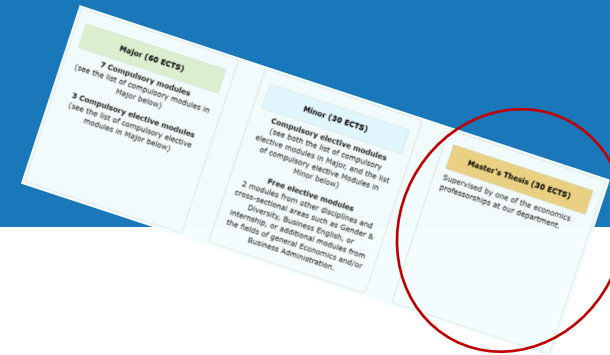 Major (60 ECTS)
7 Compulsory modules
(see the list of compulsory modules in
Major below)
3 Compulsory elective modules
(see the list of compulsory elective
modules in Major below)
Minor (30 ECTS)
Compulsory elective modules
(see both the list of compulsory
elective modules in Major, and the list
of compulsory elective Modules in
Minor below)
Free elective modules
2 modules from other disciplines and
cross-sectional areas such as Gender &
Diversity, Business English, or
internship, or additional modules from
the fields of general Economics and/or
Business Administration.
Master's Thesis (30 ECTS)
Supervised by one of the economics
professorships at our department.